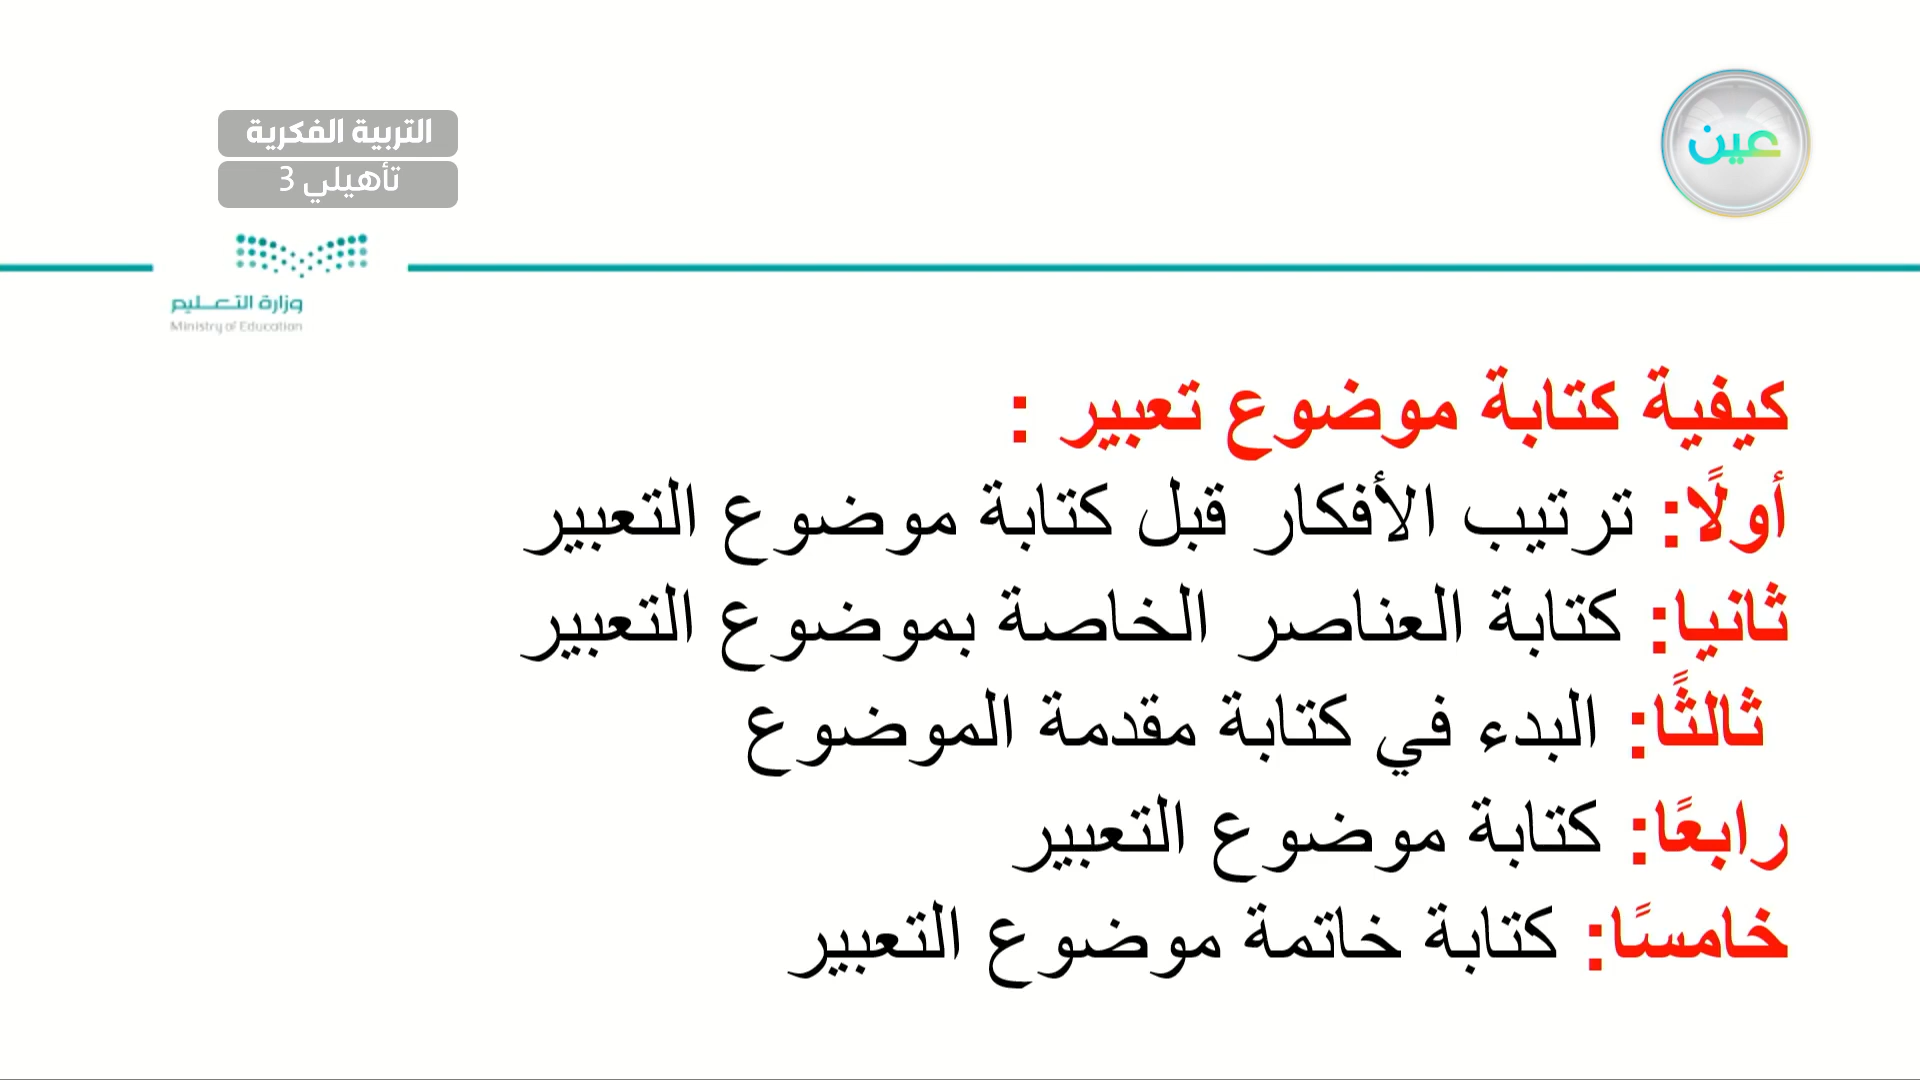 عين
التربية الفكرية
تأهيلي 3
وزارة التعليم
Ministry of Education
كيفية كتابة موضوع تعبير :
أولًا: ترتيب الأفكار قبل كتابة موضوع التعبير
ثانيا: كتابة العناصر الخاصة بموضوع التعبير
ثالثًا: البدء في كتابة مقدمة الموضوع
رابعًا: كتابة موضوع التعبير
خامسًا: كتابة خاتمة موضوع التعبير